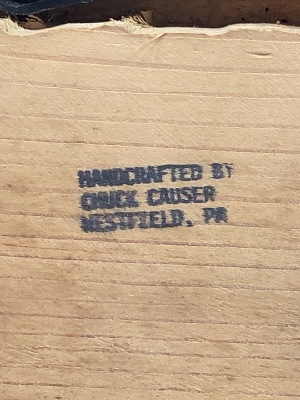 HANDCRAFTED BY
CHUCK CAUSER
WESTFIELD, PA